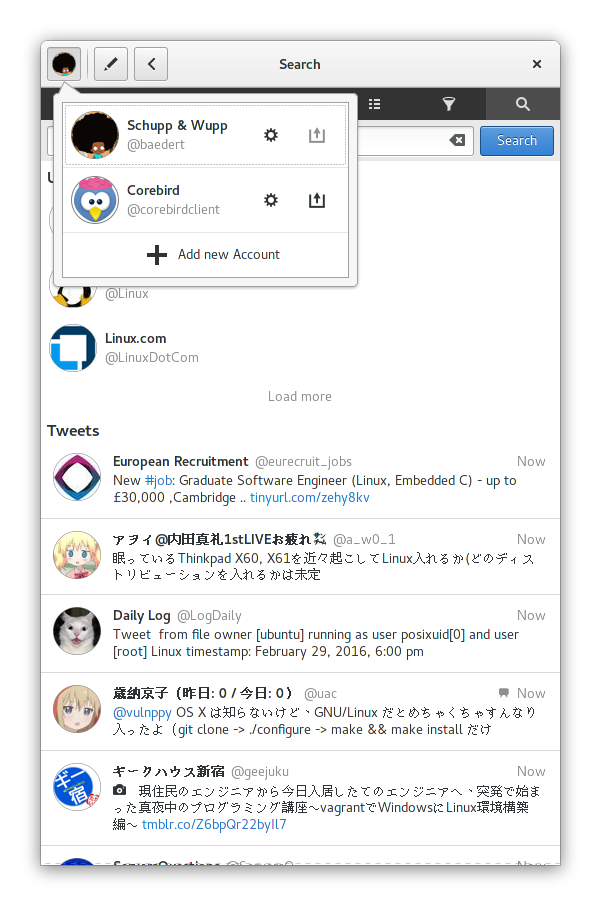 Search
Search
Schupp & Wupp
@baedert
Corebird
@corebirdclient
Add new Account
@Linux
Linux.com
@LinuxDotCom
Load more
Tweets
European Recruitment @eurecruit_jobs Now
New #job: Graduate Software Engineer (Linux, Embedded C) - up to
£30,000 ,Cambridge .. tinyurl.com/zehy8kv
アヲィ@内田真礼1stLIVEお疲れ @a_w0_1 Now
眠っているThinkpad X60, X61を近々起こしてLinux入れるか(どのディス
トリビューションを入れるかは未定
Daily Log @LogDaily Now
Tweet from file owner [ubuntu] running as user posixuid[0] and user
[root] Linux timestamp: February 29, 2016, 6:00 pm
歳納京子（昨日: 0 / 今日: 0） @uac Now
@vulnppy OS X は知らないけど、GNU/Linux だとめちゃくちゃすんなり
入ったよ（git clone -> ./configure -> make && make install だけ
ギークハウス新宿 @geejuku Now
現住民のエンジニアから今日入居したてのエンジニアへ、突発で始ま
った真夜中のプログラミング講座〜vagrantでWindowsにLinux環境構築
編〜 tmblr.co/Z6bpQr22byIl7